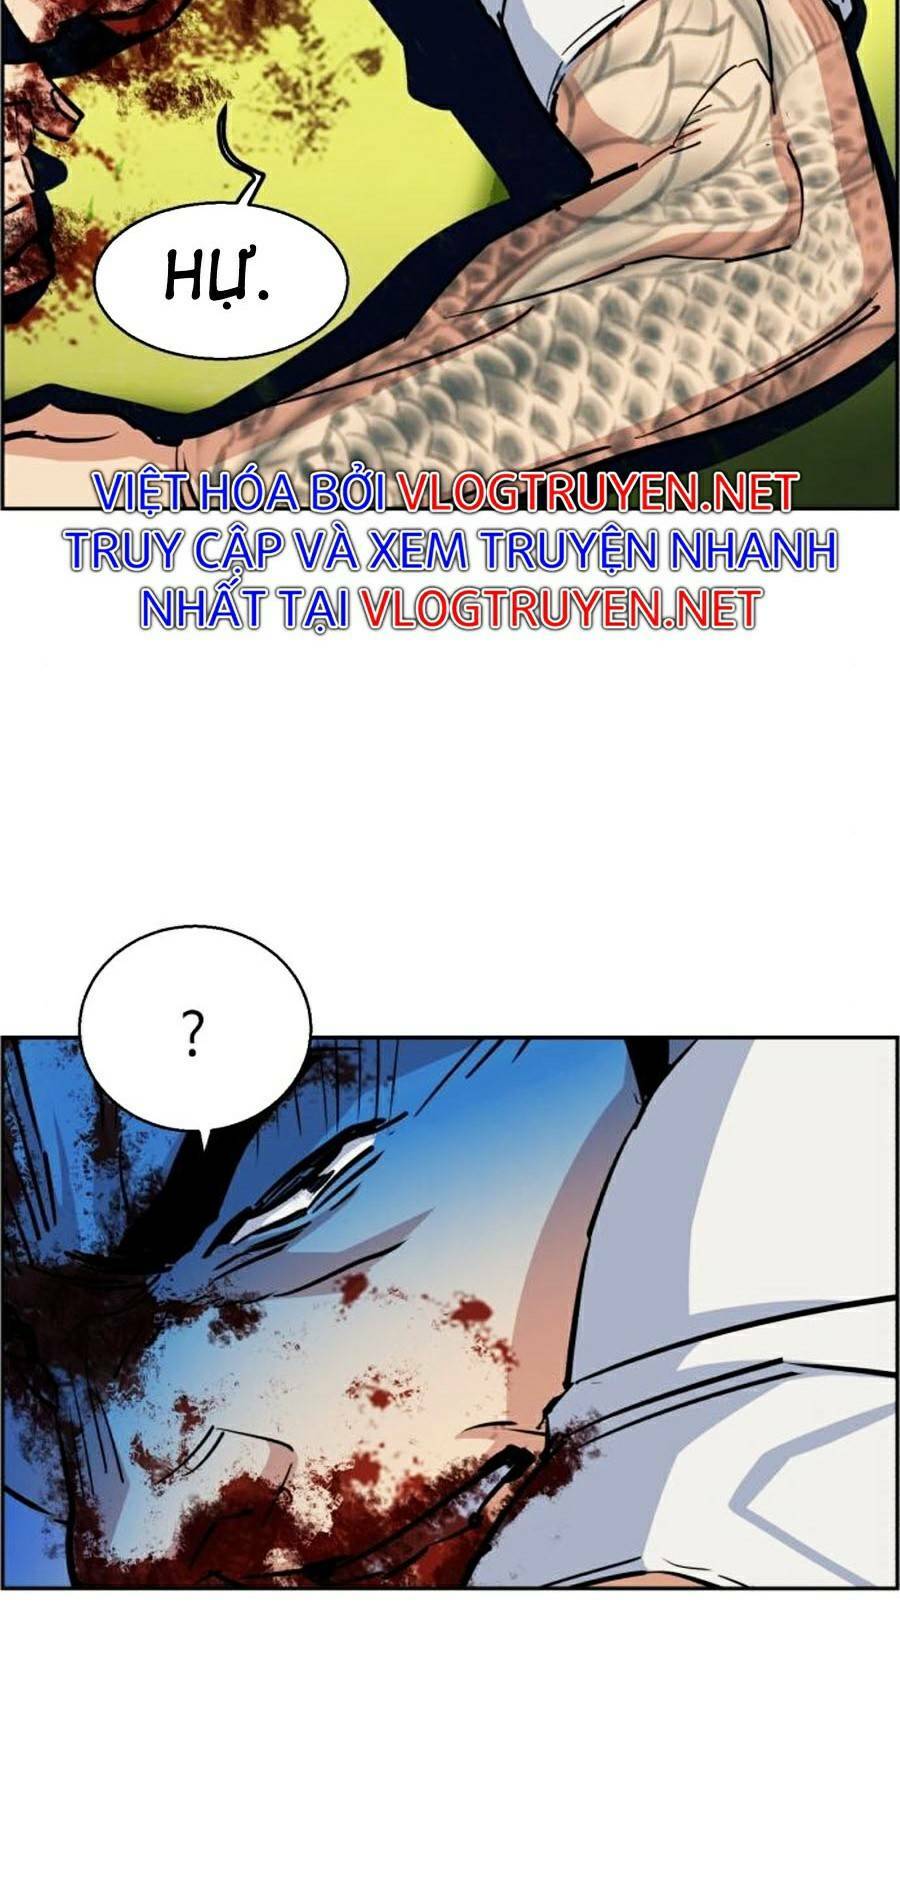 HỰ.
VIỆT HÓA BỞI VLOGTRUYEN.NET
TRUY CẬP VÀ XEM TRUYỆN NHANH
NHẤT TẠI VLOGTRUYEN.NET
?